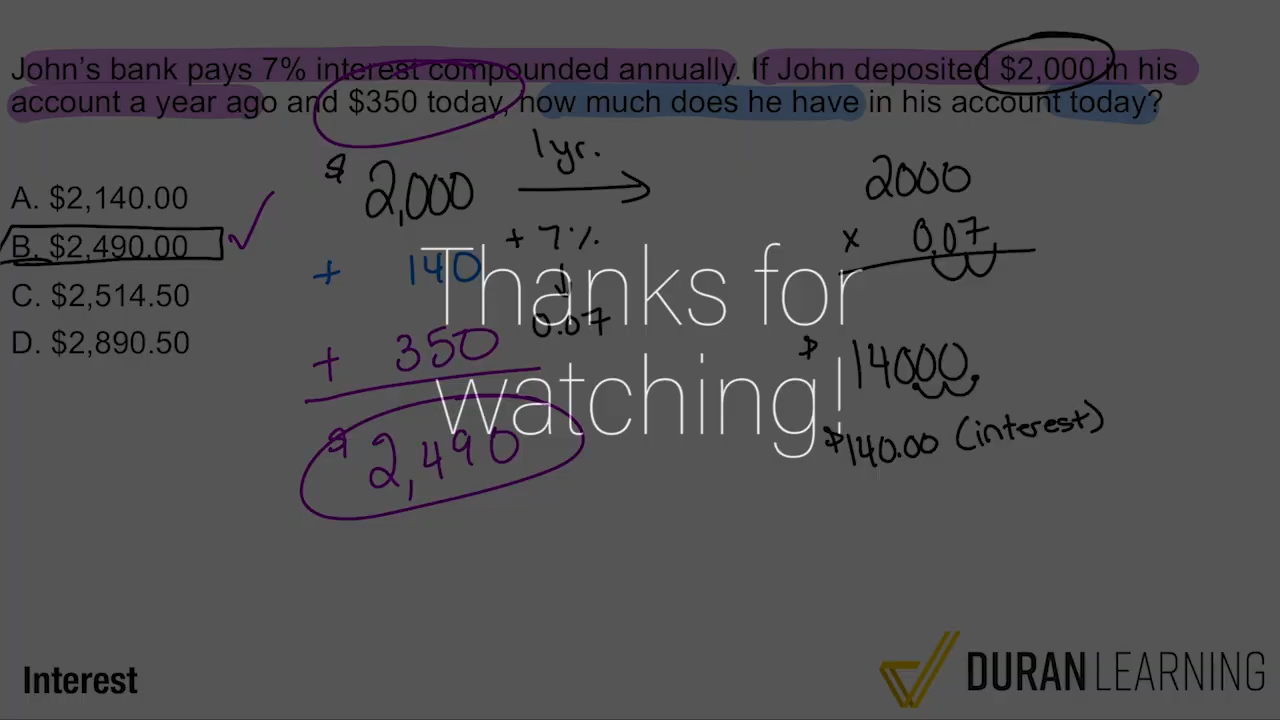 John's bank pays 7% interest compounded annually. If John deposited $2,000 in his
account a year ago and $350 today, how much does he have in his account today?
A. $2,140.00
B. $2,490.00
C. $2,514.50
D. $2,890.50
$ 2,000
1 yr.
+ 7%
0.07
+ 140
+ 350
$ 2,490
2000
x 0.07
$ 14000.
$140.00 (interest)
Thanks for
watching!
Interest
DURAN LEARNING